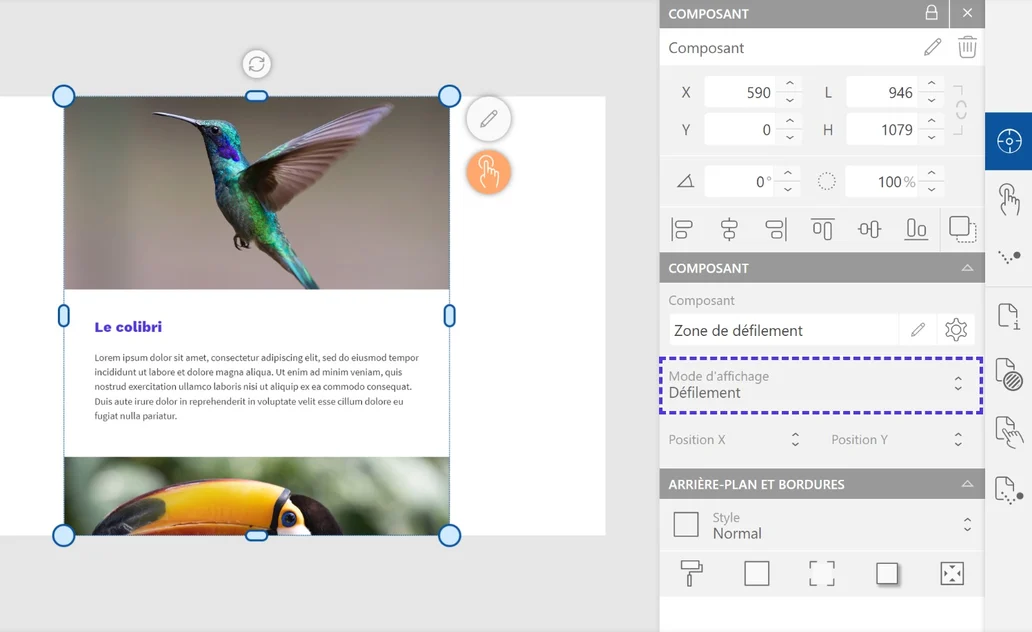 COMPOSANT
Composant
X 590 L 946
Y 0 H 1079
0° 100%
COMPOSANT
Composant
Zone de défilement
Mode d'affichage
Défilement
Position X Position Y
ARRIÈRE-PLAN ET BORDURES
Style
Normal
Le colibri
Lorem ipsum dolor sit amet, consectetur adipiscing elit, sed do eiusmod tempor
incididunt ut labore et dolore magna aliqua. Ut enim ad minim veniam, quis
nostrud exercitation ullamco laboris nisi ut aliquip ex ea commodo consequat.
Duis aute irure dolor in reprehenderit in voluptate velit esse cillum dolore eu
fugiat nulla pariatur.